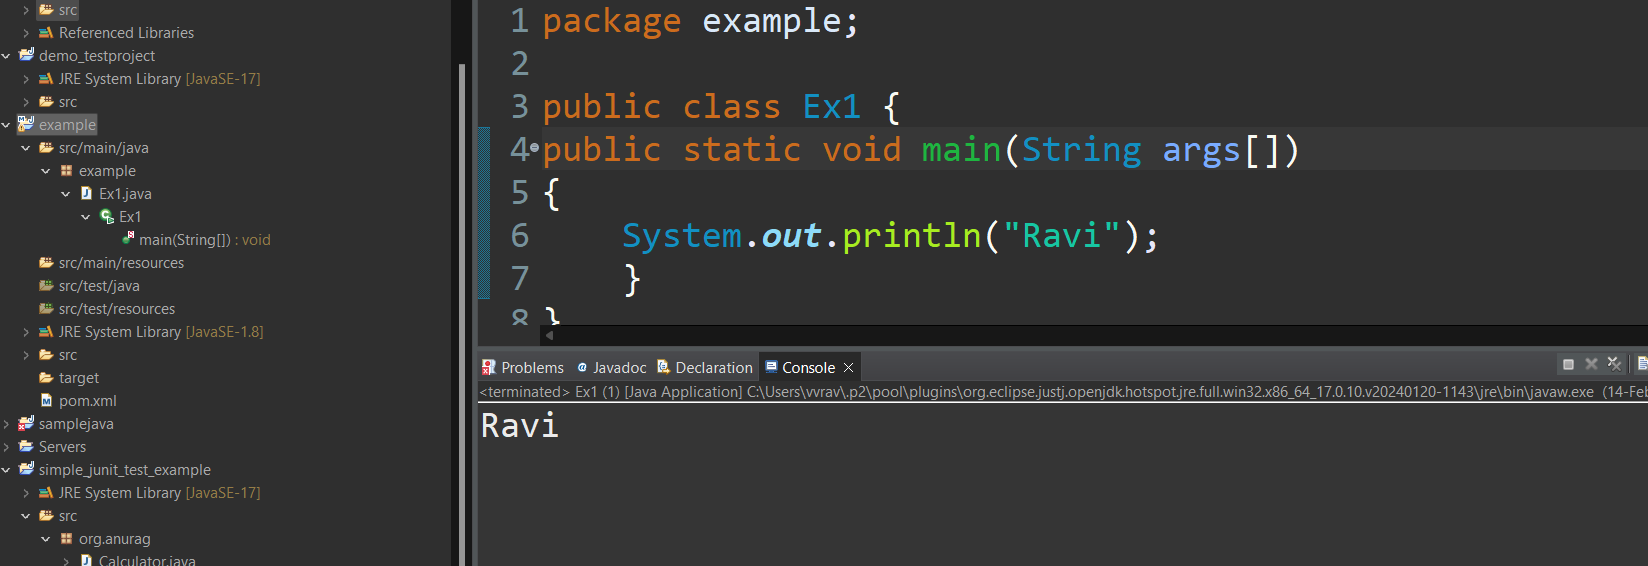 src
Referenced Libraries
demo_testproject
JRE System Library [JavaSE-17]
src
example
src/main/java
example
Ex1.java
Ex1
main(String[]) : void
src/main/resources
src/test/java
src/test/resources
JRE System Library [JavaSE-1.8]
src
target
pom.xml
samplejava
Servers
simple_junit_test_example
JRE System Library [JavaSE-17]
src
org.anurag
Calculator.java
1 package example;
2
3 public class Ex1 {
4 public static void main(String args[])
5 {
6 System.out.println("Ravi");
7 }
8 }
Problems Javadoc Declaration Console
<terminated> Ex1 (1) [Java Application] C:\Users\vvrav\.p2\pool\plugins\org.eclipse.justj.openjdk.hotspot.jre.full.win32.x86_64_17.0.10.v20240120-1143\jre\bin\javaw.exe (14-Feb
Ravi